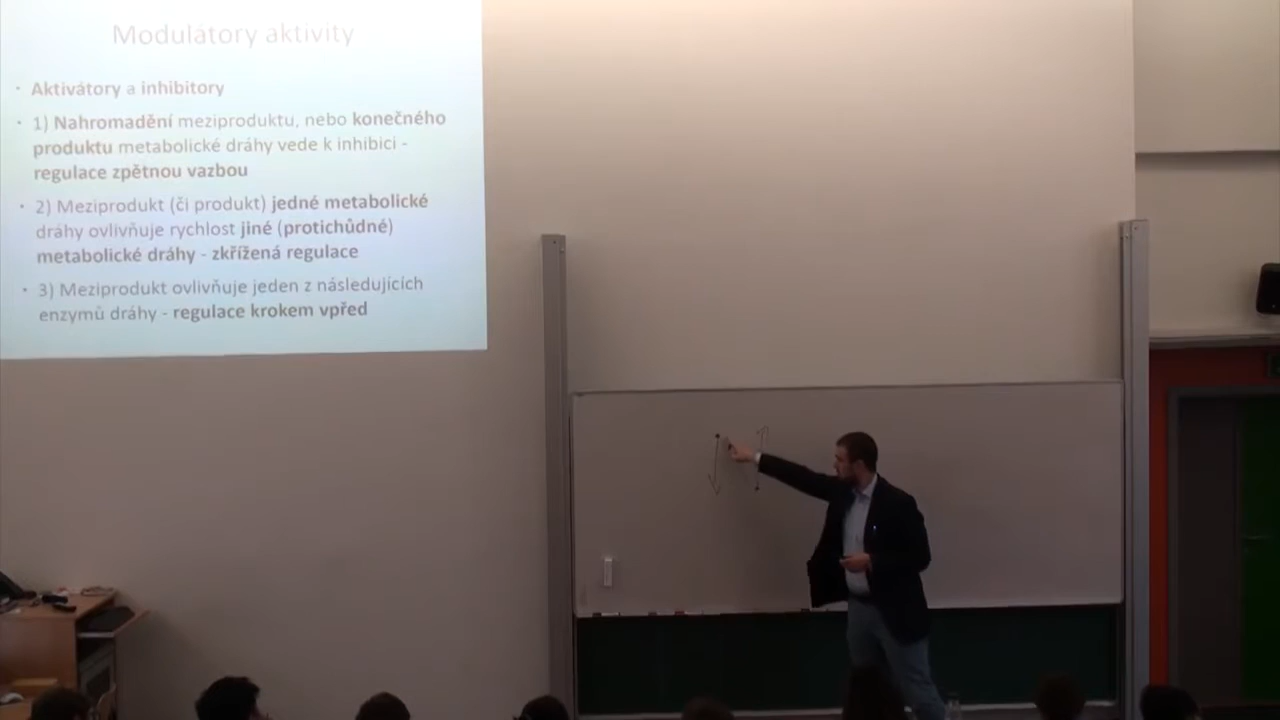 Modulátory aktivity
• Aktivátory a inhibitory
• 1) Nahromadění meziproduktu, nebo konečného
produktu metabolické dráhy vede k inhibici -
regulace zpětnou vazbou
• 2) Meziprodukt (či produkt) jedné metabolické
dráhy ovlivňuje rychlost jiné (protichůdné)
metabolické dráhy - zkřížená regulace
• 3) Meziprodukt ovlivňuje jeden z následujících
enzymů dráhy - regulace krokem vpřed